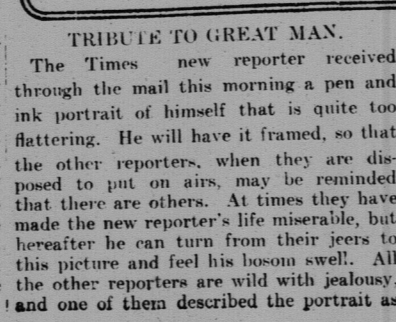 TRIBUTE TO GREAT MAN.
The Times new reporter received
through the mail this morning a pen and
ink portrait of himself that is quite too
flattering. He will have it framed, so that
the other reporters, when they are dis-
posed to put on airs, may be reminded
that there are others. At times they have
made the new reporter's life miserable, but
hereafter he can turn from their jeers to
this picture and feel his bosom swell. All
the other reporters are wild with jealousy,
and one of them described the portrait as